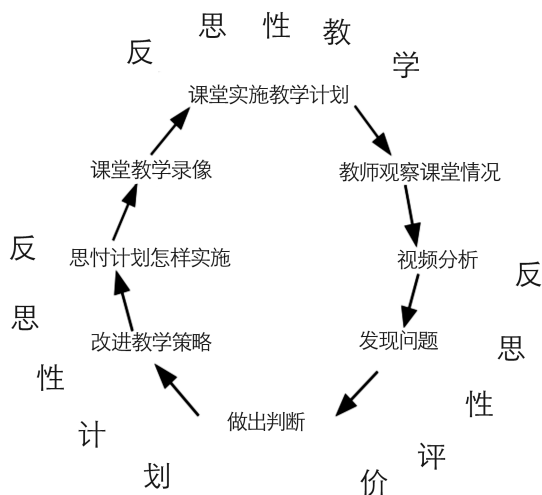 反思性教学
课堂实施教学计划
教师观察课堂情况
视频分析
发现问题
做出判断
改进教学策略
思忖计划怎样实施
课堂教学录像
反思性评价
反思性计划